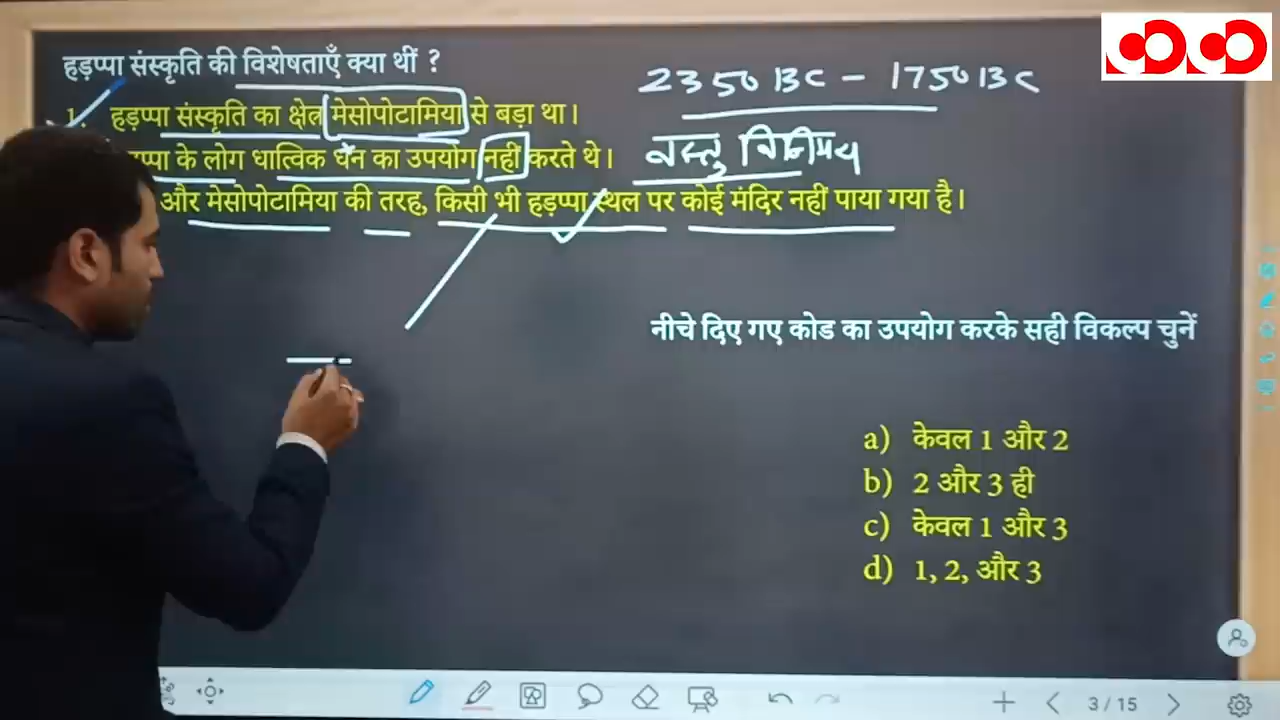 हड़प्पा संस्कृति की विशेषताएँ क्या थीं ?
2350 BC - 1750 BC
1. हड़प्पा संस्कृति का क्षेत्र मेसोपोटामिया से बड़ा था।
वस्तु विनिमय
प्पा के लोग धात्विक धन का उपयोग नहीं करते थे।
और मेसोपोटामिया की तरह, किसी भी हड़प्पा स्थल पर कोई मंदिर नहीं पाया गया है।
नीचे दिए गए कोड का उपयोग करके सही विकल्प चुनें
a) केवल 1 और 2
b) 2 और 3 ही
c) केवल 1 और 3
d) 1, 2, और 3
3 / 15